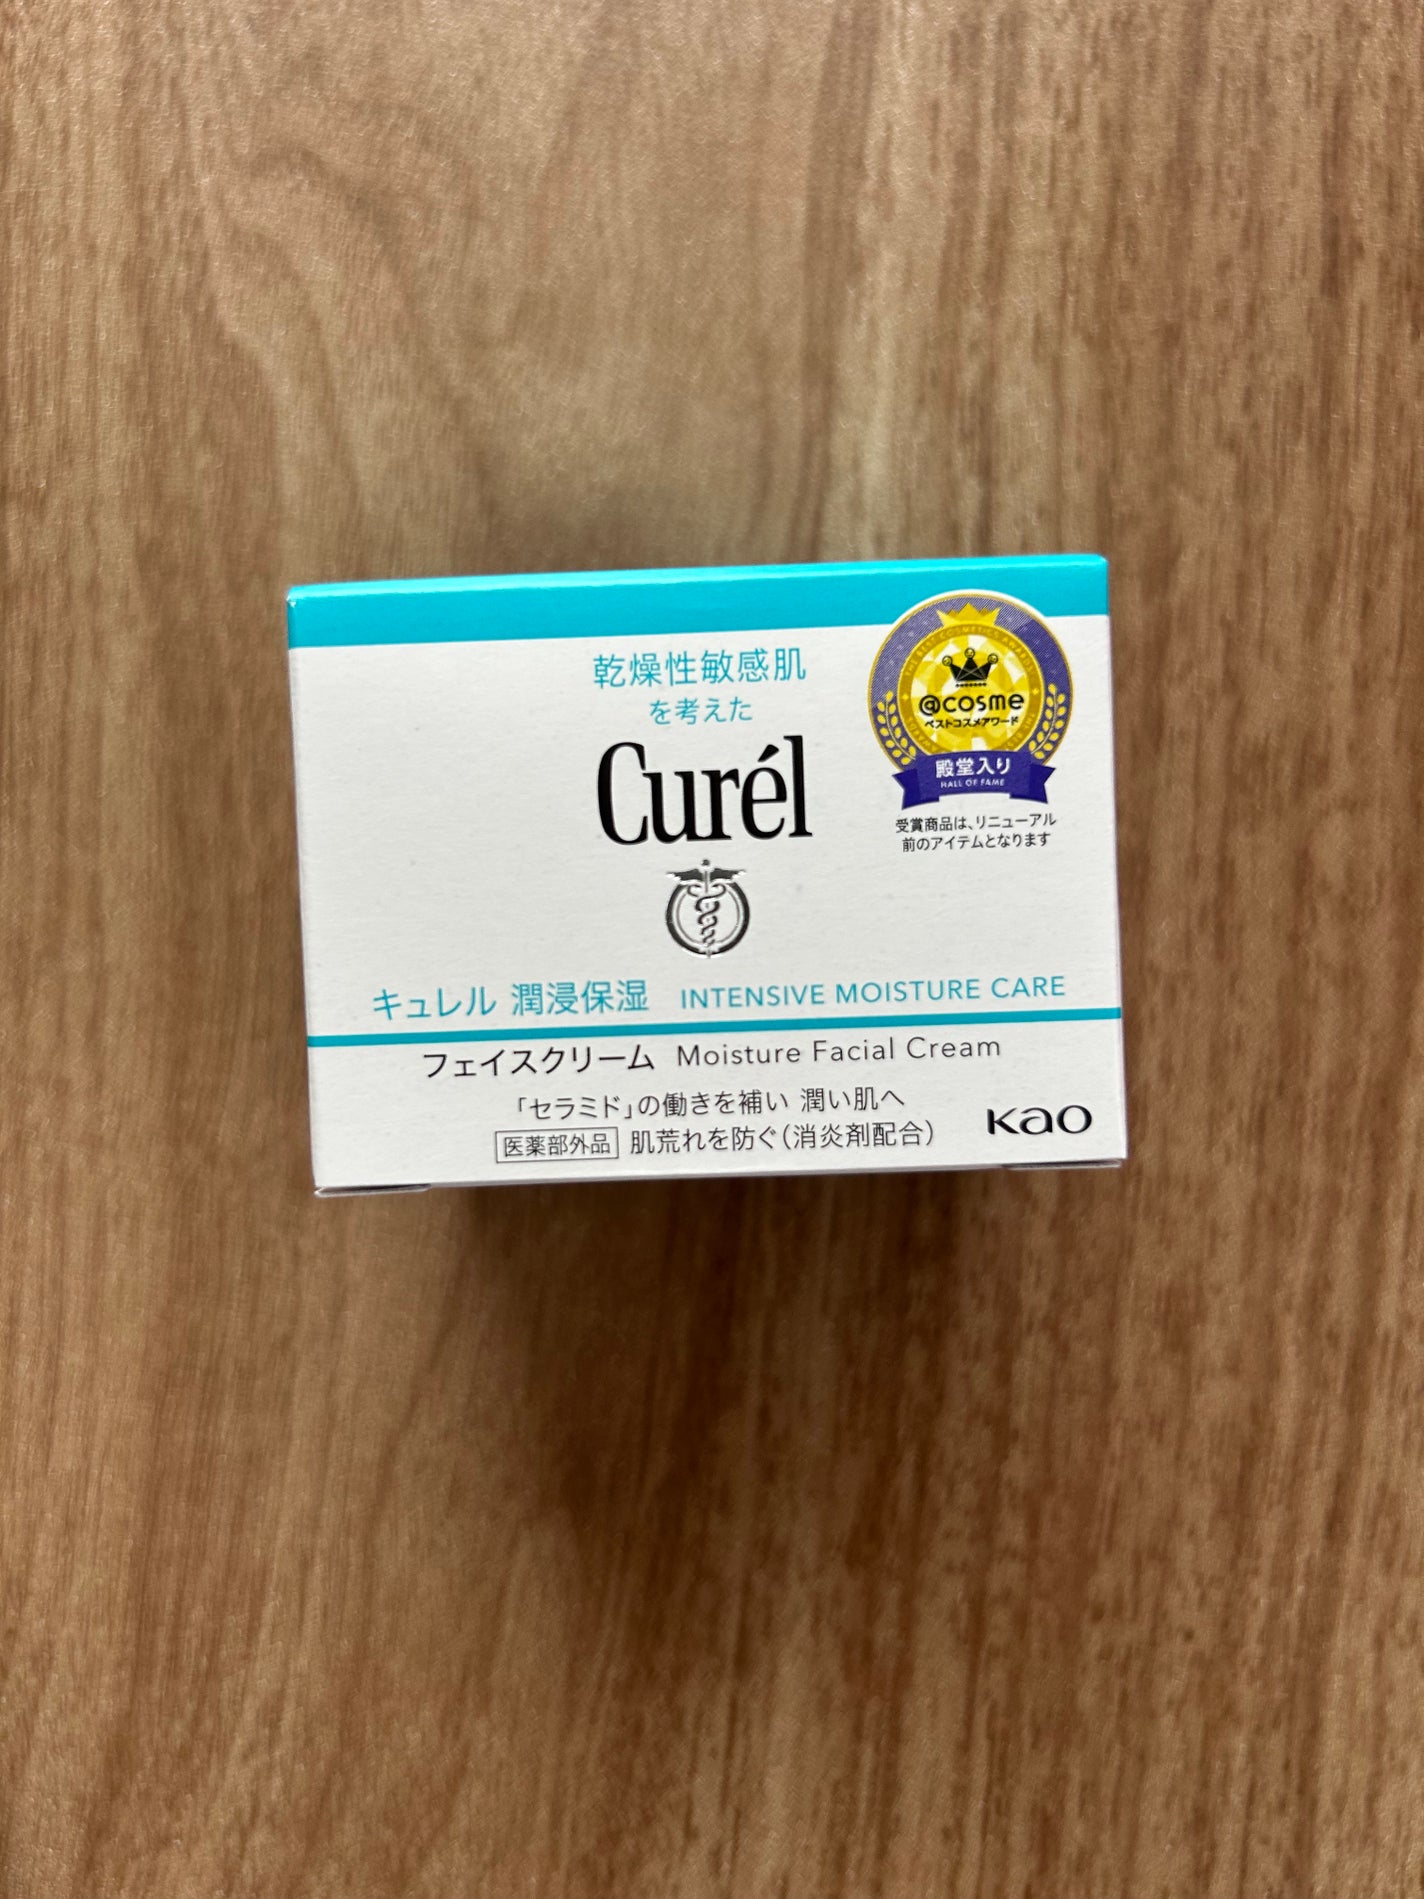 乾燥性敏感肌
を考えた
Curél
THE BEST COSMETICS AWARDS
@cosme
ベストコスメアワード
殿堂入り
HALL OF FAME
受賞商品は、リニューアル
前のアイテムとなります
キュレル 潤浸保湿 INTENSIVE MOISTURE CARE
フェイスクリーム Moisture Facial Cream
「セラミド」の働きを補い 潤い肌へ
医薬部外品 肌荒れを防ぐ（消炎剤配合）
Kao